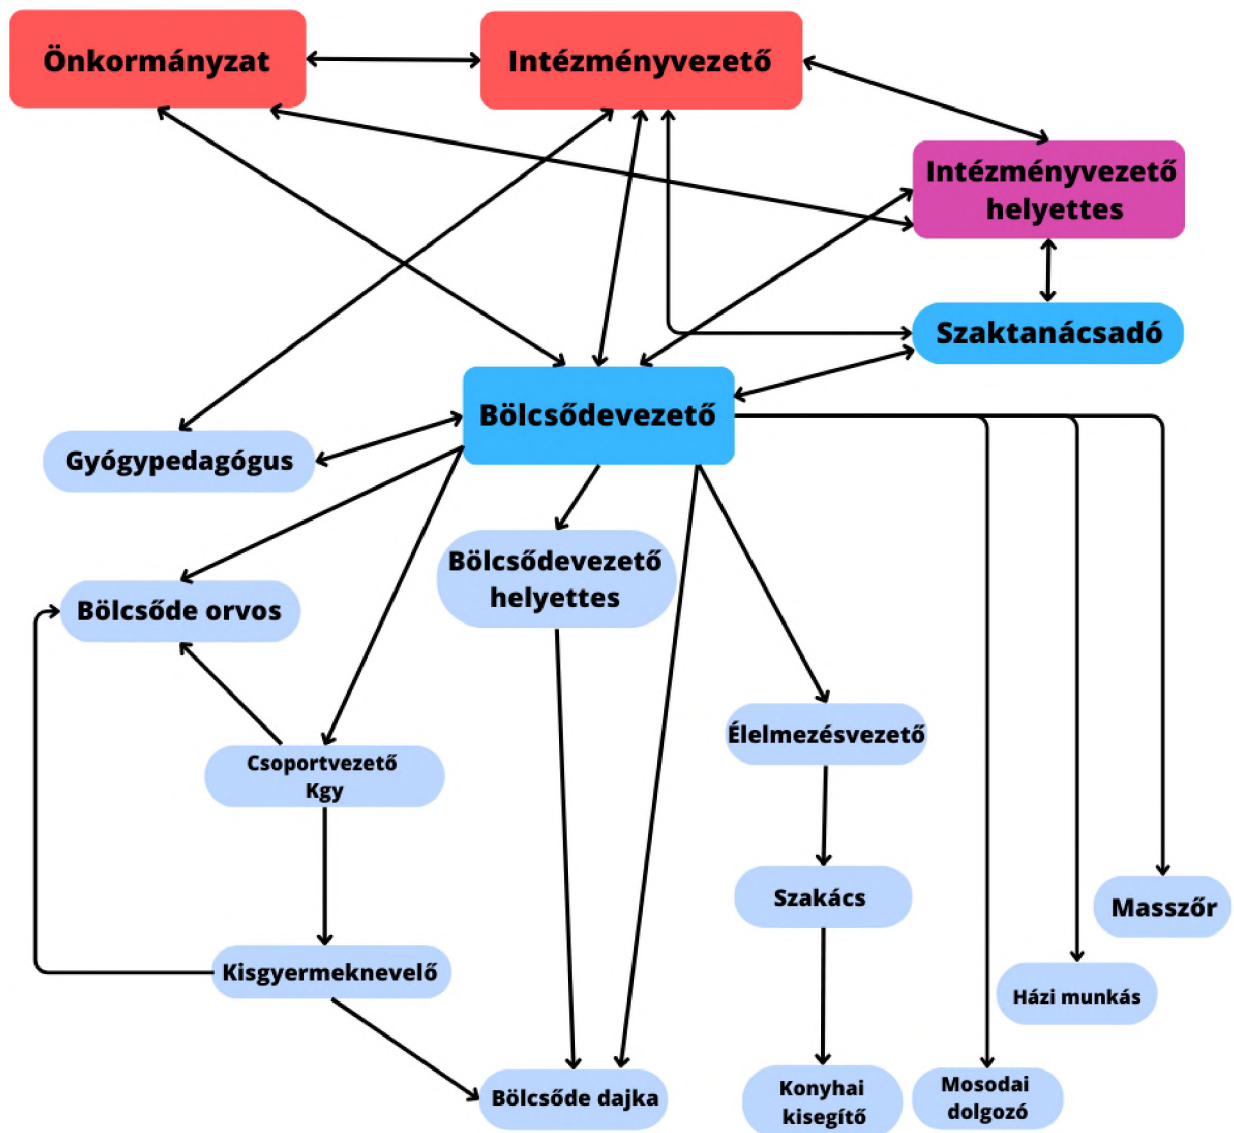 Önkormányzat
Intézményvezető
Intézményvezető
helyettes
Szaktanácsadó
Bölcsődevezető
Gyógypedagógus
Bölcsődevezető
helyettes
Bölcsőde orvos
Élelmezésvezető
Csoportvezető
Kgy
Szakács
Masszőr
Kisgyermeknevelő
Házi munkás
Bölcsőde dajka
Konyhai
kisegítő
Mosodai
dolgozó